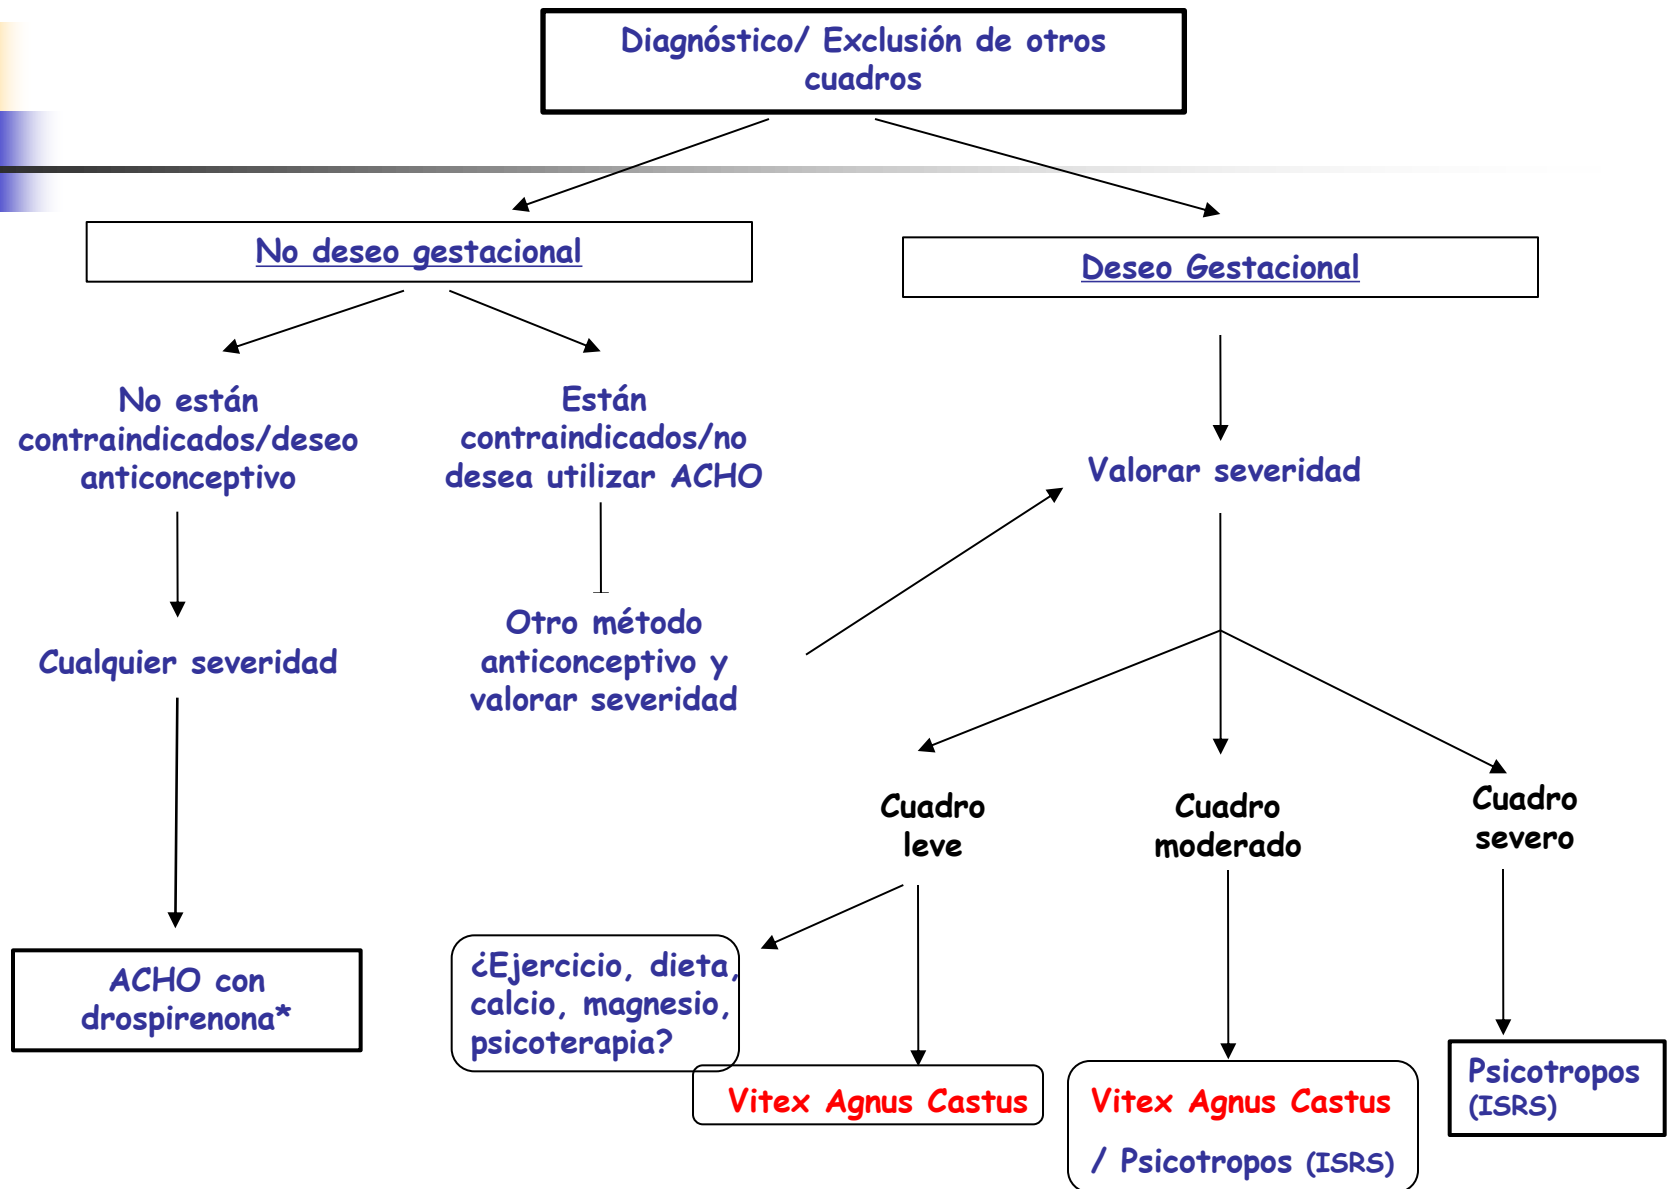 Diagnóstico/ Exclusión de otros
cuadros
No deseo gestacional
Deseo Gestacional
No están
contraindicados/deseo
anticonceptivo
Están
contraindicados/no
desea utilizar ACHO
Valorar severidad
Cualquier severidad
Otro método
anticonceptivo y
valorar severidad
Cuadro
leve
Cuadro
moderado
Cuadro
severo
ACHO con
drospirenona*
¿Ejercicio, dieta,
calcio, magnesio,
psicoterapia?
Vitex Agnus Castus
Vitex Agnus Castus
/ Psicotropos (ISRS)
Psicotropos
(ISRS)